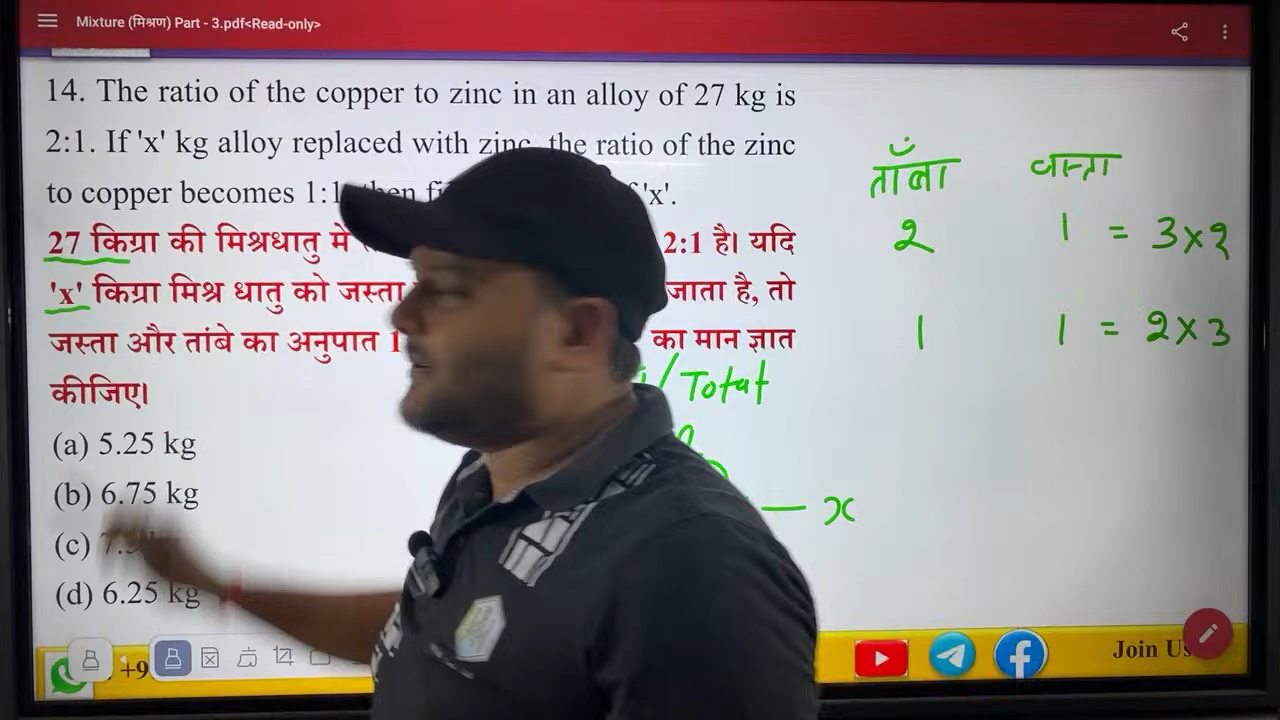 Mixture (मिश्रण) Part - 3.pdf<Read-only>
14. The ratio of the copper to zinc in an alloy of 27 kg is
2:1. If 'x' kg alloy replaced with zinc, the ratio of the zinc
to copper becomes 1:1, then 'x'.
27 किग्रा की मिश्रधातु में 2:1 है। यदि
'x' किग्रा मिश्र धातु को जस्ता जाता है, तो
जस्ता और तांबे का अनुपात 1 का मान ज्ञात
कीजिए।
(a) 5.25 kg
(b) 6.75 kg
(c)
(d) 6.25 kg
ताँबा जस्ता
2 1 = 3×2
1 1 = 2×3
/Total
— x
+9
Join Us